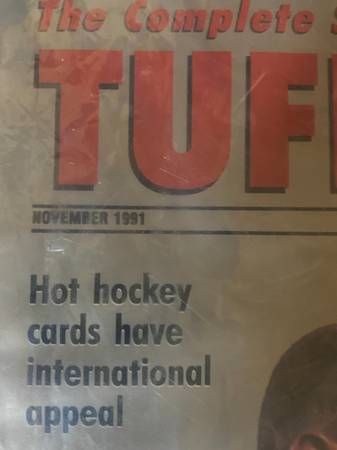 The Complete
TUF
NOVEMBER 1991
Hot hockey
cards have
international
appeal